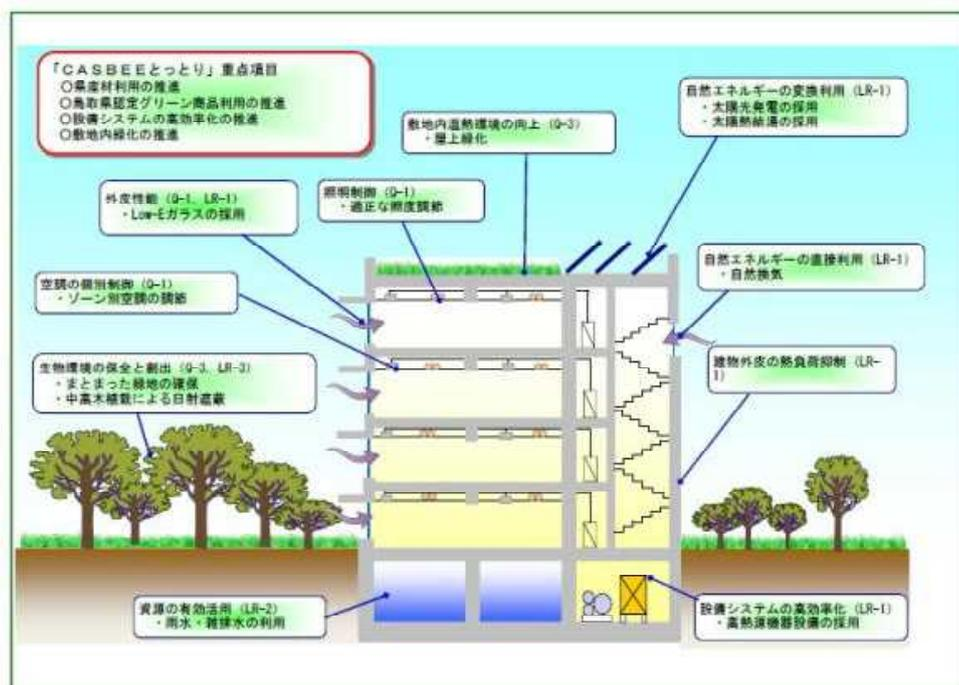 「CASBEEとっとり」重点項目
○県産材利用の推進
○鳥取県認定グリーン商品利用の推進
○設備システムの高効率化の推進
○敷地内緑化の推進
自然エネルギーの変換利用 (LR-1)
・太陽光発電の採用
・太陽熱給湯の採用
敷地内温熱環境の向上 (Q-3)
・屋上緑化
外皮性能 (Q-1, LR-1)
・Low-Eガラスの採用
照明制御 (Q-1)
・適正な照度調節
自然エネルギーの直接利用 (LR-1)
・自然換気
空調の個別制御 (Q-1)
・ゾーン別空調の調節
生物環境の保全と創出 (Q-3, LR-3)
・まとまった緑地の確保
・中高木植栽による日射遮蔽
建物外皮の熱負荷抑制 (LR-
1)
資源の有効活用 (LR-2)
・雨水・雑排水の利用
設備システムの高効率化 (LR-1)
・高熱源機器設備の採用